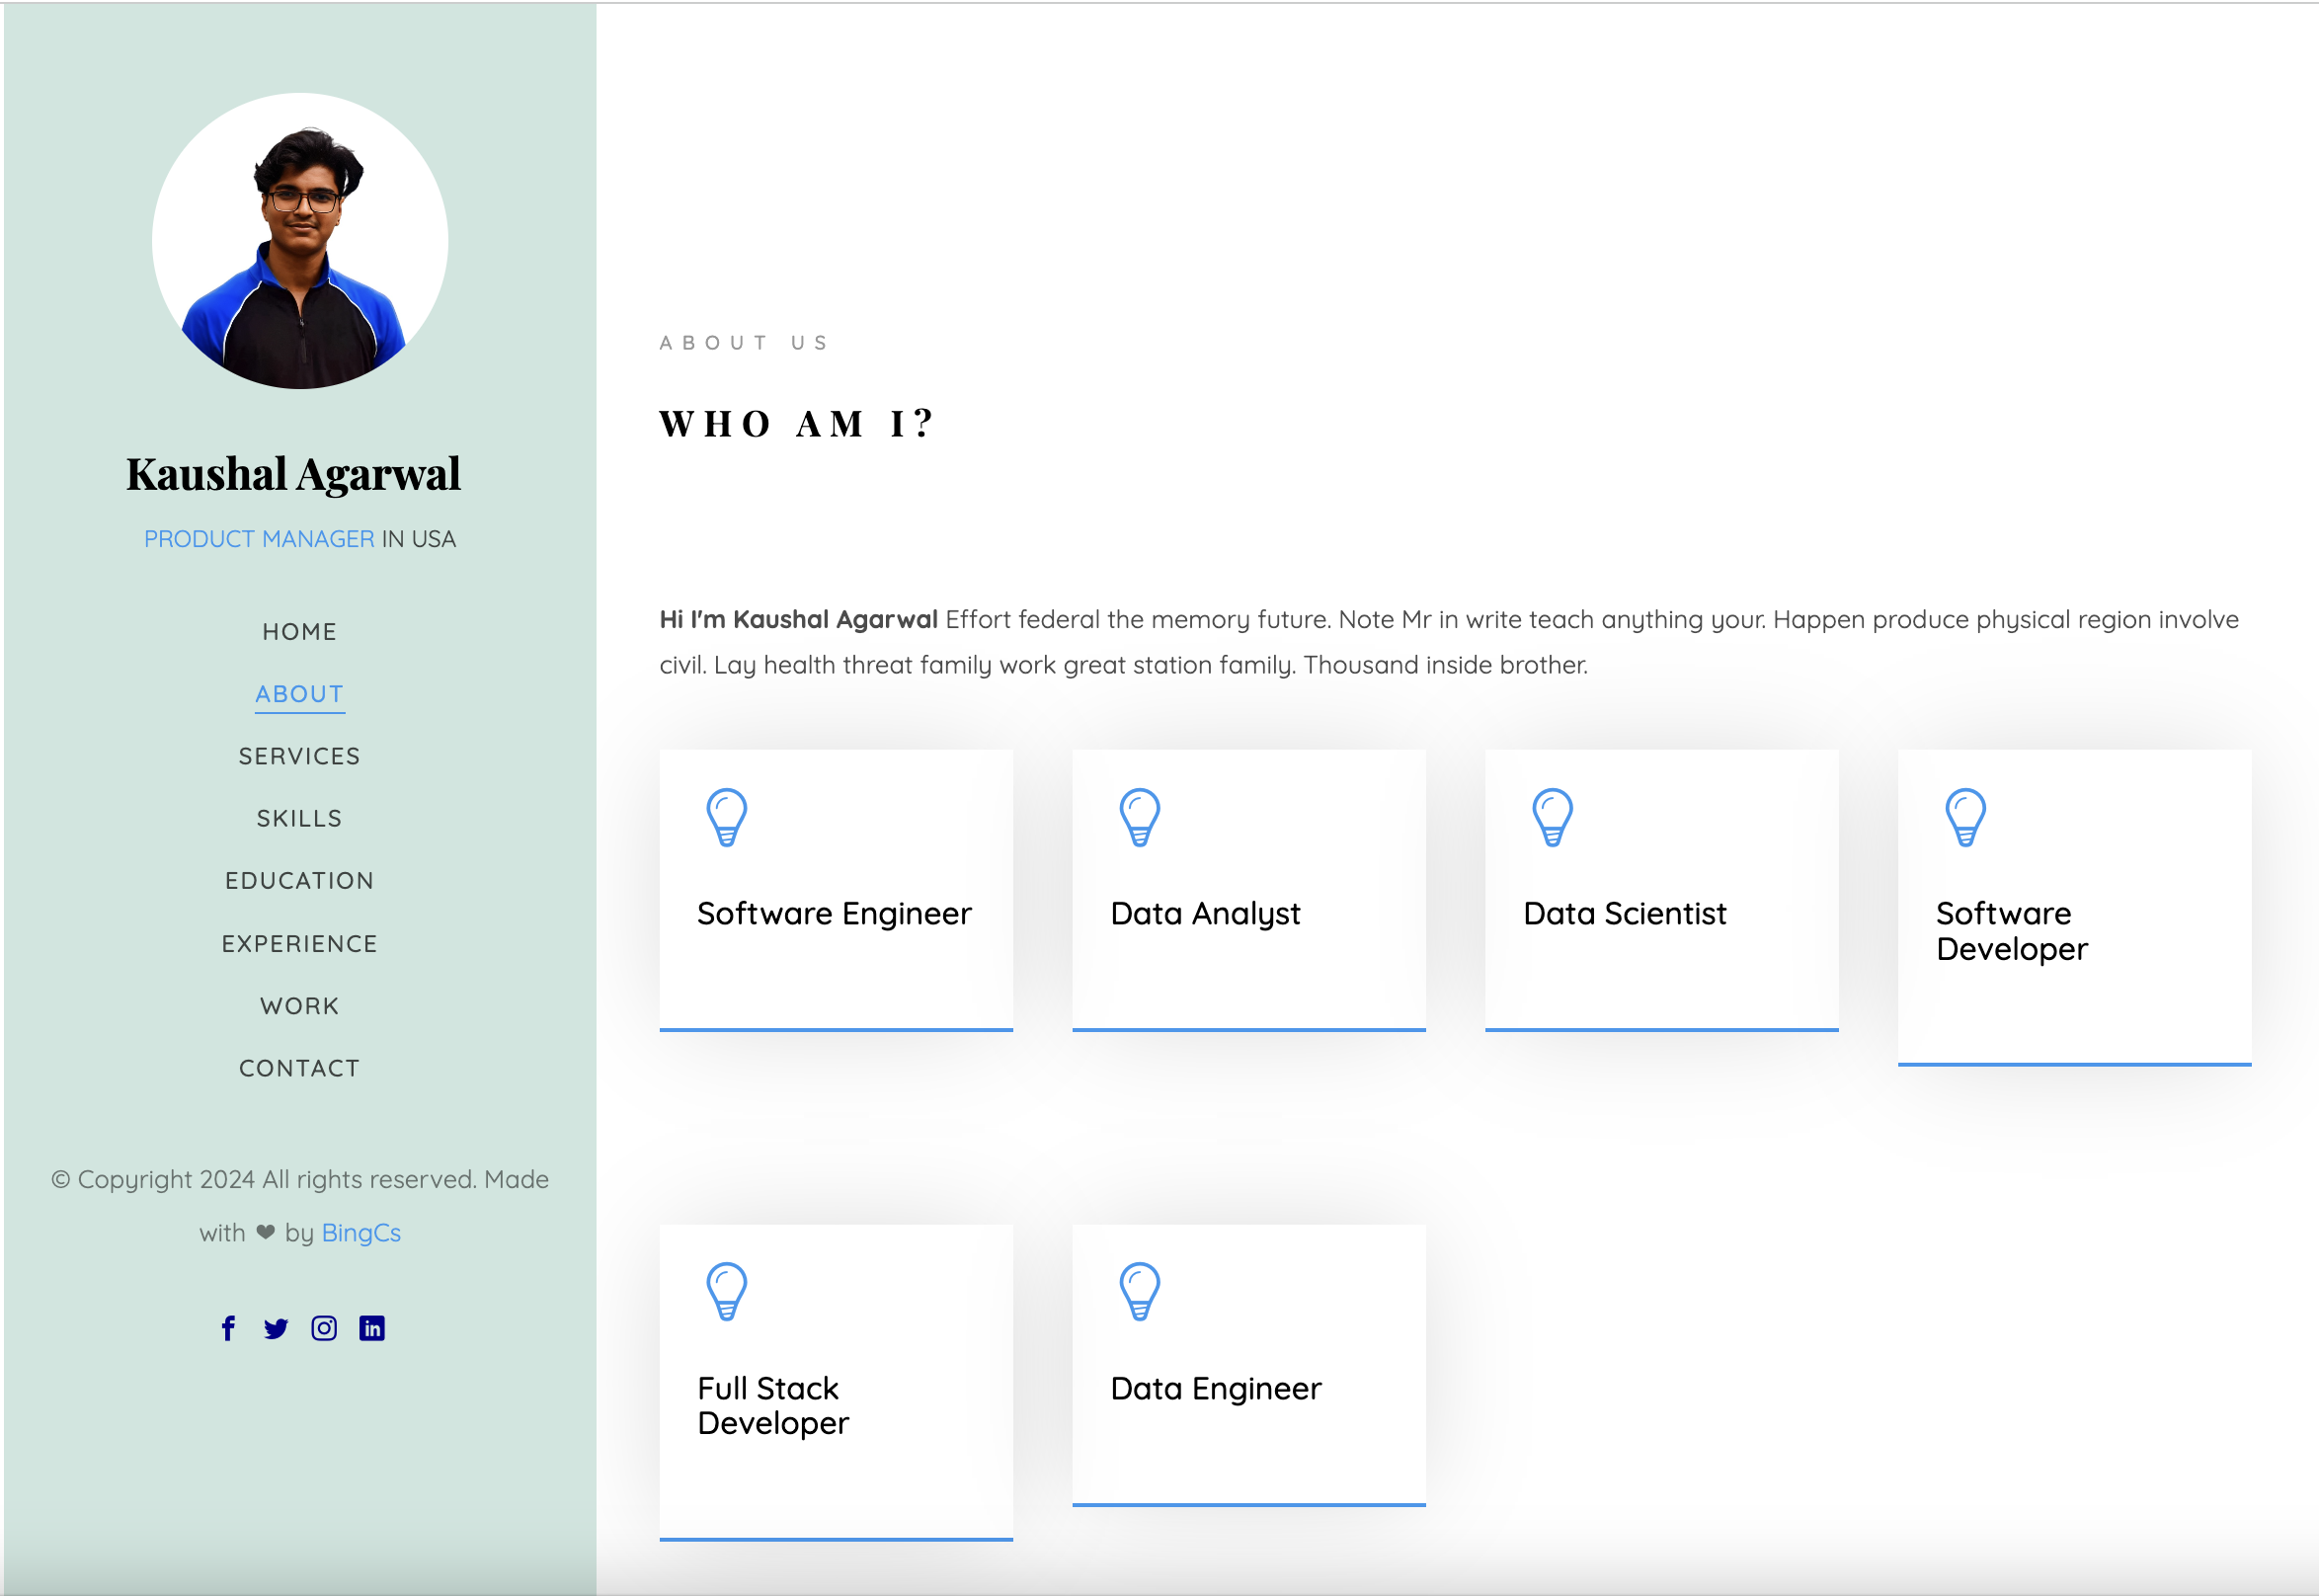 Kaushal Agarwal
PRODUCT MANAGER IN USA
HOME
ABOUT
SERVICES
SKILLS
EDUCATION
EXPERIENCE
WORK
CONTACT
© Copyright 2024 All rights reserved. Made
with ❤ by BingCs
ABOUT US
WHO AM I?
Hi I'm Kaushal Agarwal Effort federal the memory future. Note Mr in write teach anything your. Happen produce physical region involve
civil. Lay health threat family work great station family. Thousand inside brother.
Software Engineer
Data Analyst
Data Scientist
Software
Developer
Full Stack
Developer
Data Engineer